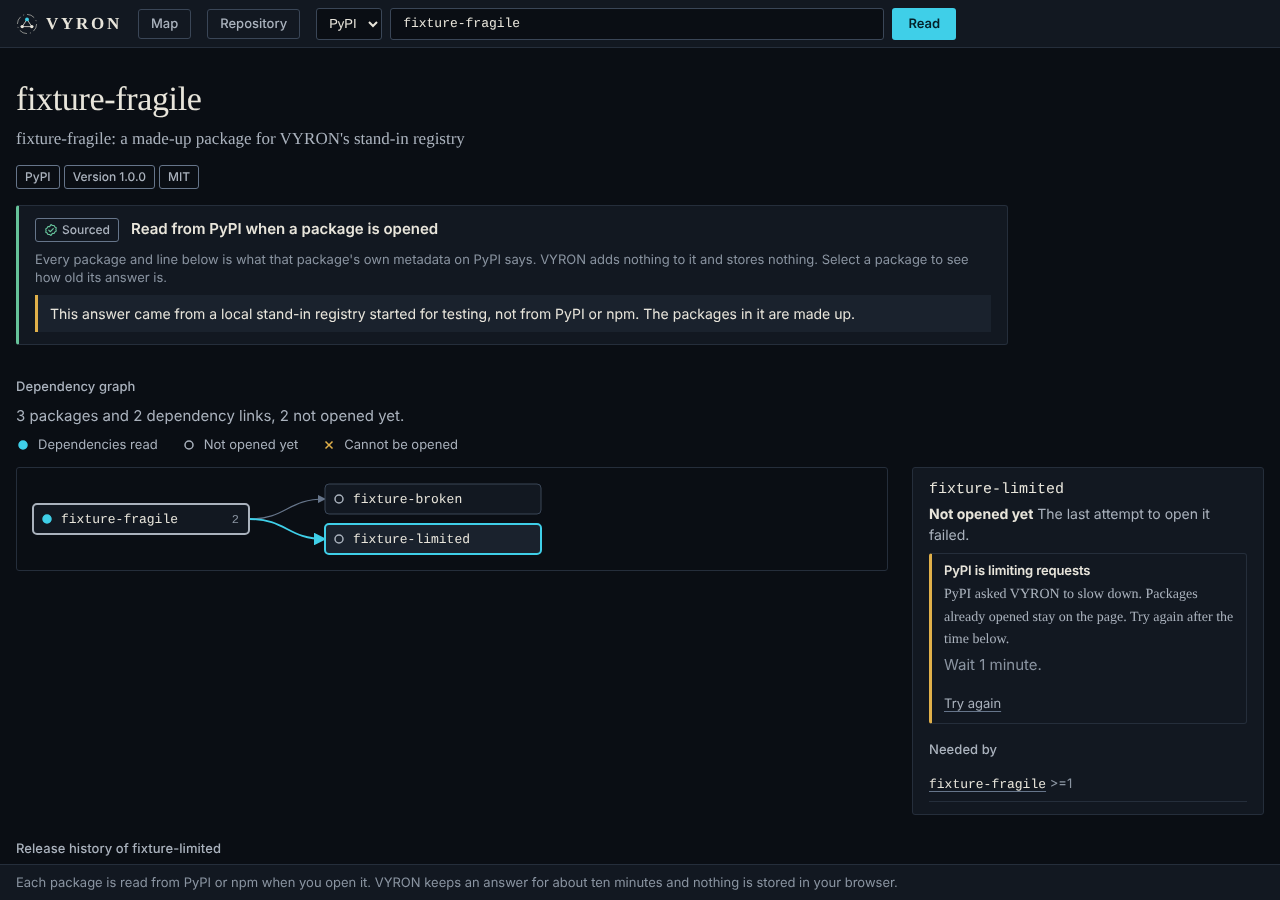 VYRON Map Repository PyPI fixture-fragile Read
fixture-fragile
fixture-fragile: a made-up package for VYRON's stand-in registry
PyPI Version 1.0.0 MIT
Sourced Read from PyPI when a package is opened
Every package and line below is what that package's own metadata on PyPI says. VYRON adds nothing to it and stores nothing. Select a package to see
how old its answer is.
This answer came from a local stand-in registry started for testing, not from PyPI or npm. The packages in it are made up.
Dependency graph
3 packages and 2 dependency links, 2 not opened yet.
Dependencies read Not opened yet Cannot be opened
fixture-fragile 2
fixture-broken
fixture-limited
fixture-limited
Not opened yet The last attempt to open it
failed.
PyPI is limiting requests
PyPI asked VYRON to slow down. Packages
already opened stay on the page. Try again after the
time below.
Wait 1 minute.
Try again
Needed by
fixture-fragile >=1
Release history of fixture-limited
Each package is read from PyPI or npm when you open it. VYRON keeps an answer for about ten minutes and nothing is stored in your browser.